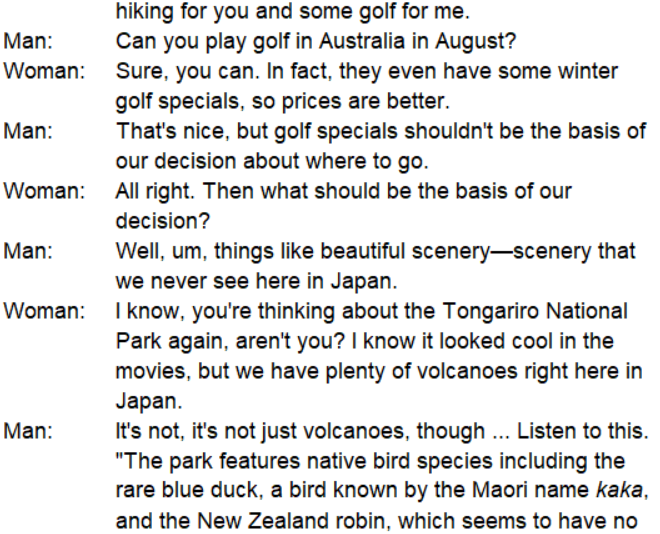 hiking for you and some golf for me.
Man: Can you play golf in Australia in August?
Woman: Sure, you can. In fact, they even have some winter
golf specials, so prices are better.
Man: That's nice, but golf specials shouldn't be the basis of
our decision about where to go.
Woman: All right. Then what should be the basis of our
decision?
Man: Well, um, things like beautiful scenery—scenery that
we never see here in Japan.
Woman: I know, you're thinking about the Tongariro National
Park again, aren't you? I know it looked cool in the
movies, but we have plenty of volcanoes right here in
Japan.
Man: It's not, it's not just volcanoes, though ... Listen to this.
"The park features native bird species including the
rare blue duck, a bird known by the Maori name kaka,
and the New Zealand robin, which seems to have no